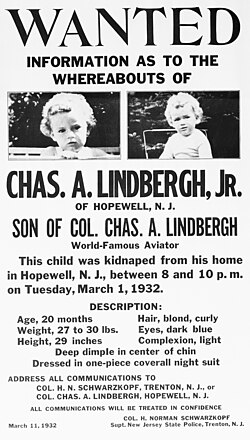 WANTED
INFORMATION AS TO THE
WHEREABOUTS OF
CHAS. A. LINDBERGH, JR.
OF HOPEWELL, N. J.
SON OF COL. CHAS. A. LINDBERGH
World-Famous Aviator
This child was kidnaped from his home
in Hopewell, N. J., between 8 and 10 p. m.
on Tuesday, March 1, 1932.
DESCRIPTION:
Age, 20 months Hair, blond, curly
Weight, 27 to 30 lbs. Eyes, dark blue
Height, 29 inches Complexion, light
Deep dimple in center of chin
Dressed in one-piece coverall night suit
ADDRESS ALL COMMUNICATIONS TO
COL. H. N. SCHWARZKOPF, TRENTON, N. J., or
COL. CHAS. A. LINDBERGH, HOPEWELL, N. J.
ALL COMMUNICATIONS WILL BE TREATED IN CONFIDENCE
COL. H. NORMAN SCHWARZKOPF
March 11, 1932 Supt. New Jersey State Police, Trenton, N. J.